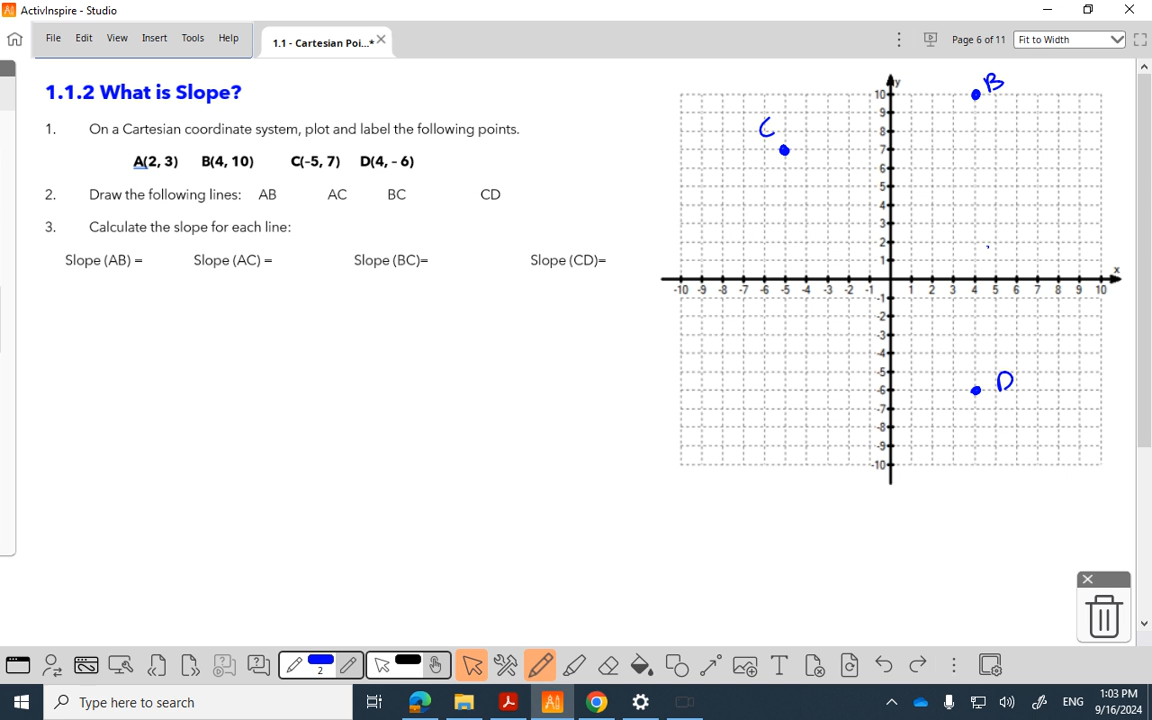 ActivInspire - Studio
File Edit View Insert Tools Help
1.1 - Cartesian Poi...*
Page 6 of 11
Fit to Width
1.1.2 What is Slope?
1. On a Cartesian coordinate system, plot and label the following points.
A(2, 3) B(4, 10) C(-5, 7) D(4, - 6)
2. Draw the following lines: AB AC BC CD
3. Calculate the slope for each line:
Slope (AB) = Slope (AC) = Slope (BC)= Slope (CD)=
y
B
10
9
C
8
7
6
5
4
3
2
1
x
-10 -9 -8 -7 -6 -5 -4 -3 -2 -1 1 2 3 4 5 6 7 8 9 10
-1
-2
-3
-4
-5
D
-6
-7
-8
-9
-10
2
Type here to search
ENG
1:03 PM
9/16/2024